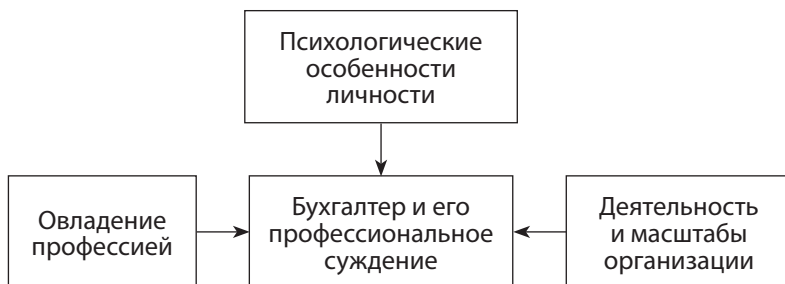 Психологические
особенности
личности
Овладение
профессией
Бухгалтер и его
профессиональное
суждение
Деятельность
и масштабы
организации